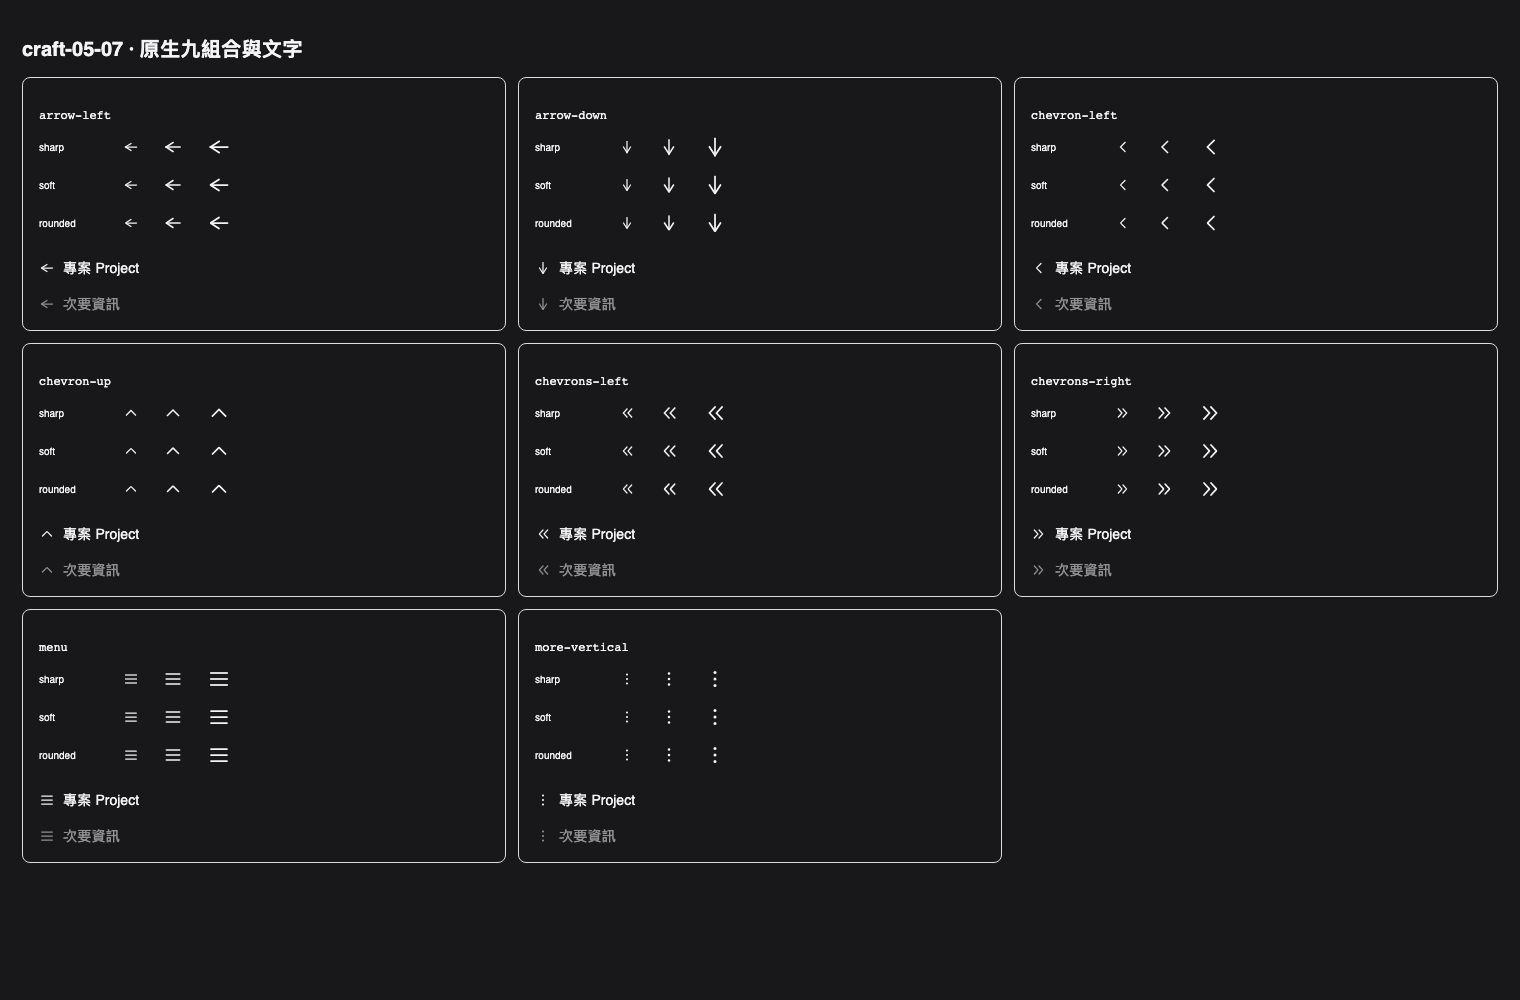 craft-05-07 · 原生九組合與文字
arrow-left
sharp
soft
rounded
專案 Project
次要資訊
arrow-down
sharp
soft
rounded
專案 Project
次要資訊
chevron-left
sharp
soft
rounded
專案 Project
次要資訊
chevron-up
sharp
soft
rounded
專案 Project
次要資訊
chevrons-left
sharp
soft
rounded
專案 Project
次要資訊
chevrons-right
sharp
soft
rounded
專案 Project
次要資訊
menu
sharp
soft
rounded
專案 Project
次要資訊
more-vertical
sharp
soft
rounded
專案 Project
次要資訊